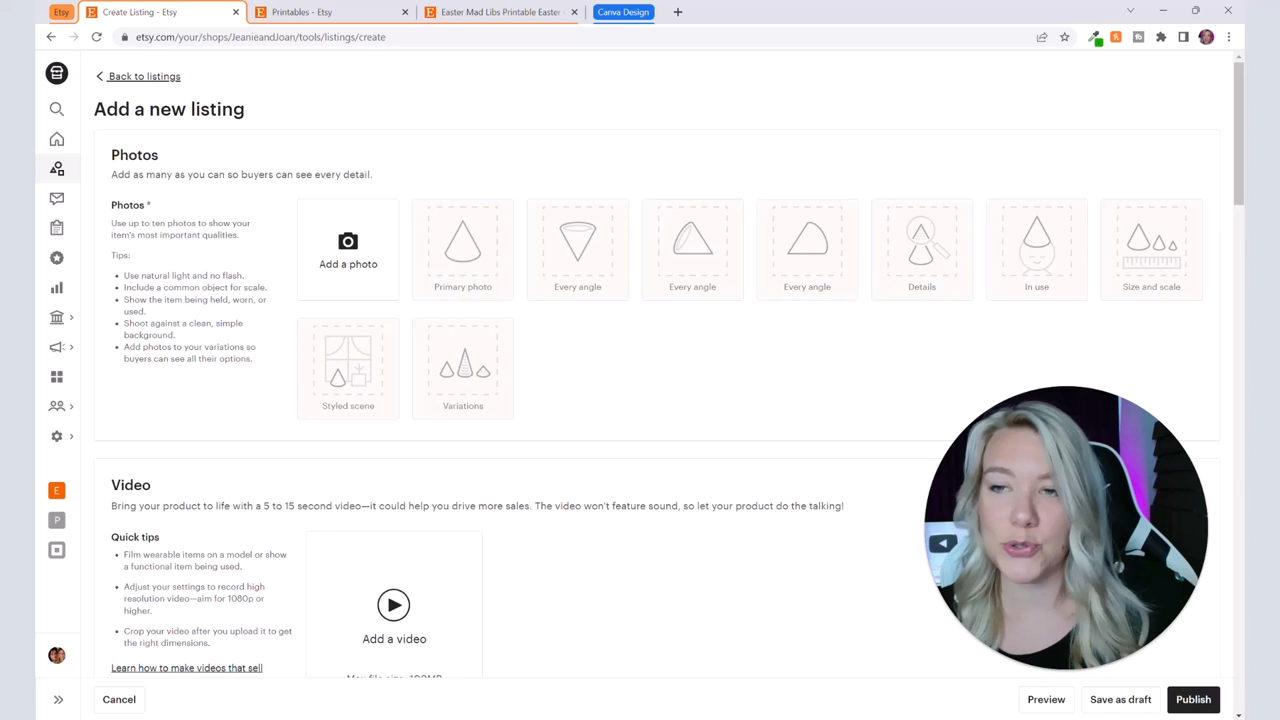 Etsy
Create Listing - Etsy
Printables - Etsy
Easter Mad Libs Printable Easter
Canva Design
etsy.com/your/shops/JeanieandJoan/tools/listings/create
Back to listings
Add a new listing
Photos
Add as many as you can so buyers can see every detail.
Photos *
Use up to ten photos to show your
item's most important qualities.
Tips:
• Use natural light and no flash.
• Include a common object for scale.
• Show the item being held, worn, or
used.
• Shoot against a clean, simple
background.
• Add photos to your variations so
buyers can see all their options.
Add a photo
Primary photo
Every angle
Every angle
Every angle
Details
In use
Size and scale
Styled scene
Variations
Video
Bring your product to life with a 5 to 15 second video—it could help you drive more sales. The video won't feature sound, so let your product do the talking!
Quick tips
• Film wearable items on a model or show
a functional item being used.
• Adjust your settings to record high
resolution video—aim for 1080p or
higher.
• Crop your video after you upload it to get
the right dimensions.
Learn how to make videos that sell
Add a video
Max file size: 100MB
E
P
Cancel
Preview
Save as draft
Publish